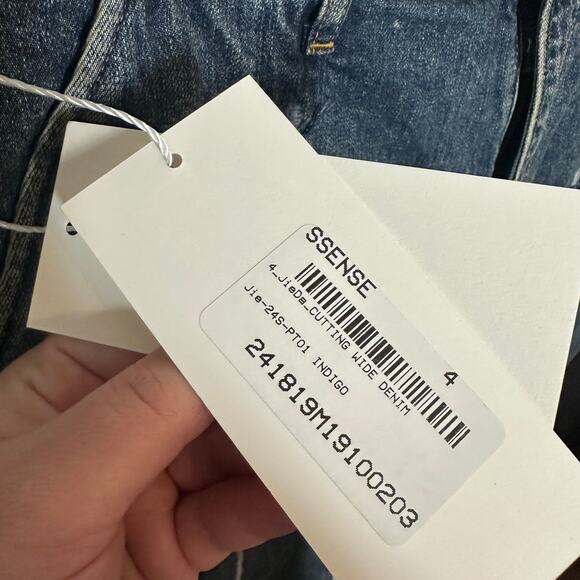 SSENSE
4
4_JieDa_CUTTING WIDE DENIM
Jie-24S-PT01 INDIGO
241819M19100203